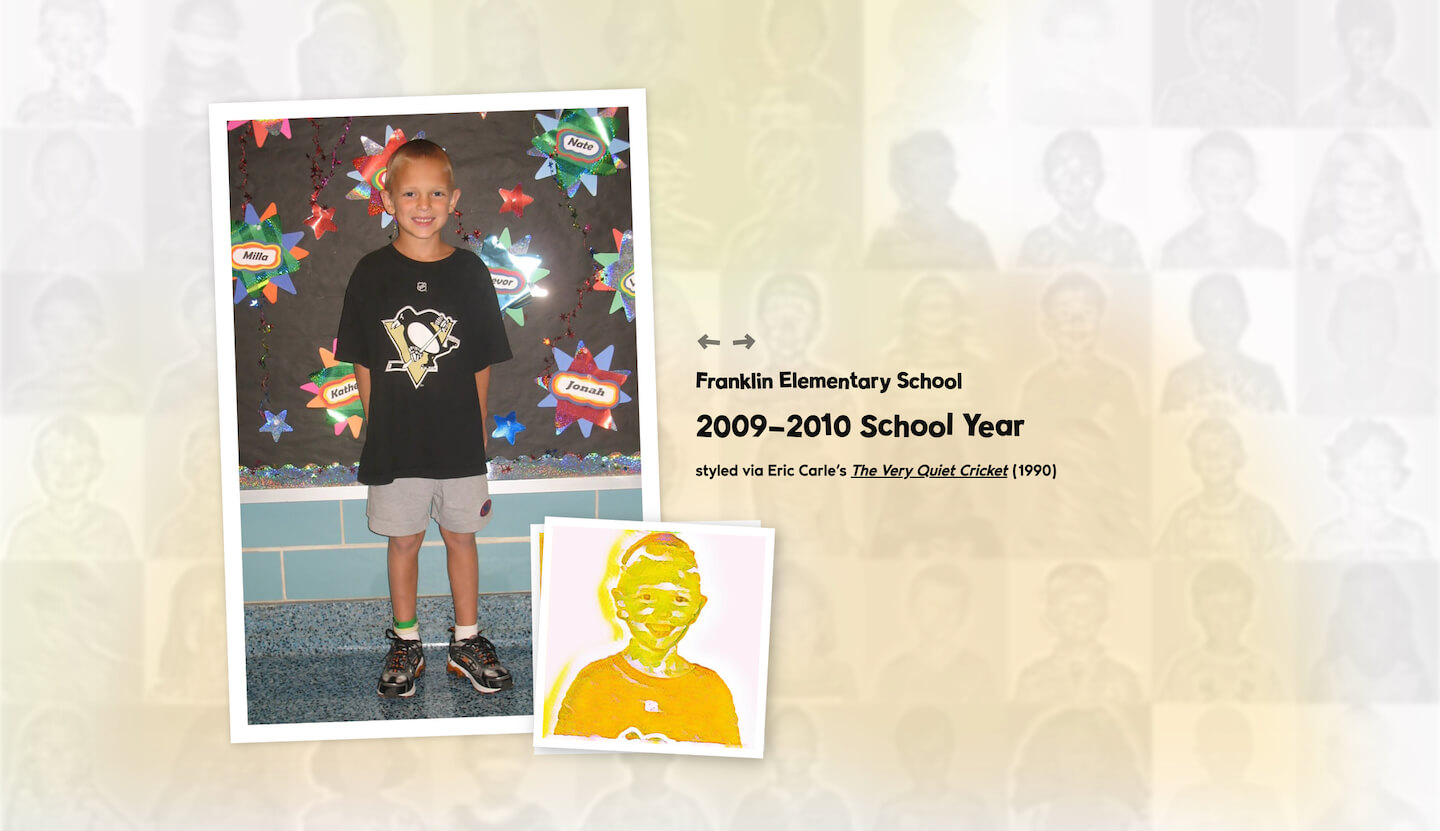 Nate
Milla
Jonah
Franklin Elementary School
2009–2010 School Year
styled via Eric Carle’s The Very Quiet Cricket (1990)